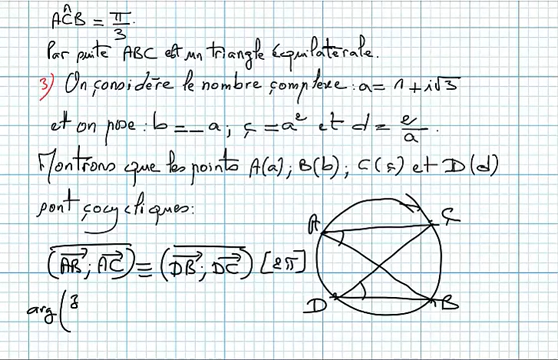 AĈB = π/3.
Par suite ABC est un triangle équilatérale.
3) On considère le nombre complexe : a = 1 + i√3
et on pose : b = _ a ; ç = a² et d = 2/a.
Montrons que les points A(a) ; B(b) ; C(ç) et D(d)
sont cocycliques :
(AB⃗ ; AC⃗) ≡ (DB⃗ ; DC⃗) [2π]
arg(z
A
Ç
D
B